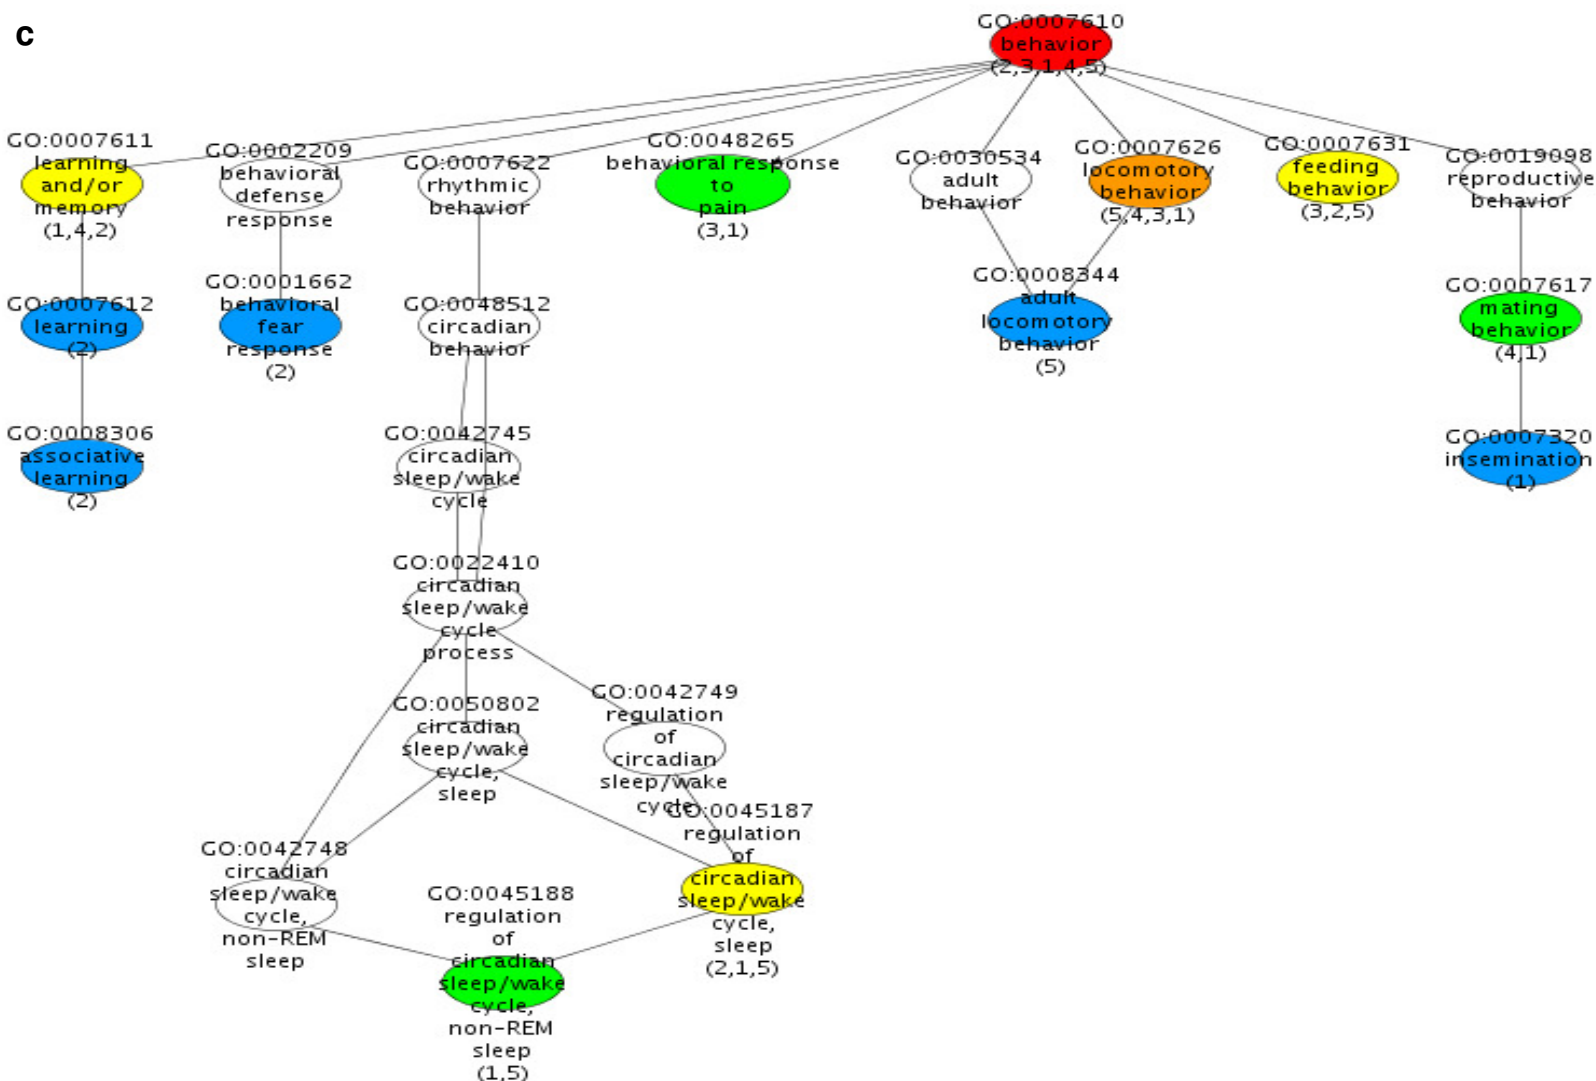 c
GO:0007610
behavior
(2,3,1,4,5)
GO:0007611
learning
and/or
memory
(1,4,2)
GO:0002209
behavioral
defense
response
GO:0007622
rhythmic
behavior
GO:0048265
behavioral response
to
pain
(3,1)
GO:0030534
adult
behavior
GO:0007626
locomotory
behavior
(5,4,3,1)
GO:0007631
feeding
behavior
(3,2,5)
GO:0019098
reproductive
behavior
GO:0007612
learning
(2)
GO:0001662
behavioral
fear
response
(2)
GO:0048512
circadian
behavior
GO:0008344
adult
locomotory
behavior
(5)
GO:0007617
mating
behavior
(4,1)
GO:0008306
associative
learning
(2)
GO:0042745
circadian
sleep/wake
cycle
GO:0007320
insemination
(1)
GO:0022410
circadian
sleep/wake
cycle
process
GO:0050802
circadian
sleep/wake
cycle,
sleep
GO:0042749
regulation
of
circadian
sleep/wake
cycle
GO:0045187
regulation
of
circadian
sleep/wake
cycle,
sleep
(2,1,5)
GO:0042748
circadian
sleep/wake
cycle,
non-REM
sleep
GO:0045188
regulation
of
circadian
sleep/wake
cycle,
non-REM
sleep
(1,5)